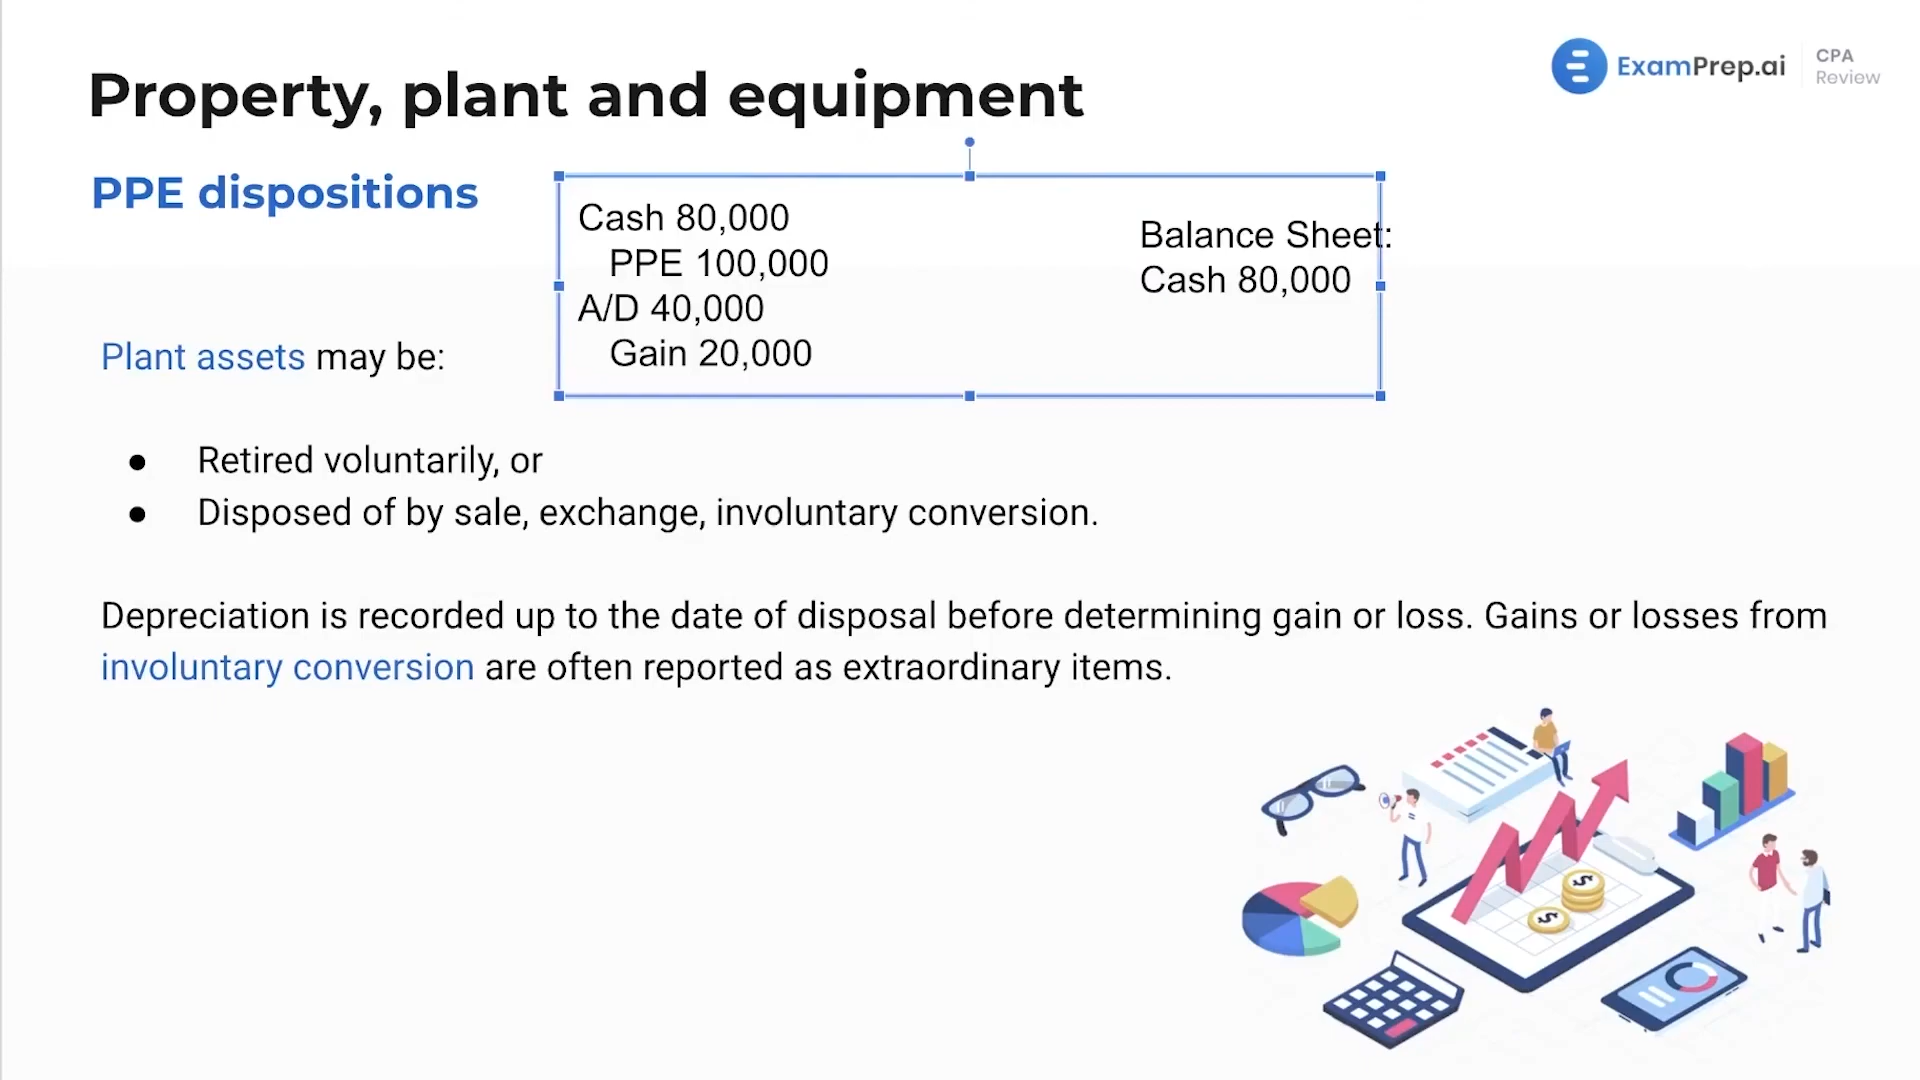 Property, plant and equipment
ExamPrep.ai
CPA
Review
PPE dispositions
Cash 80,000
PPE 100,000
A/D 40,000
Gain 20,000
Balance Sheet:
Cash 80,000
Plant assets may be:
● Retired voluntarily, or
● Disposed of by sale, exchange, involuntary conversion.
Depreciation is recorded up to the date of disposal before determining gain or loss. Gains or losses from
involuntary conversion are often reported as extraordinary items.
$
$